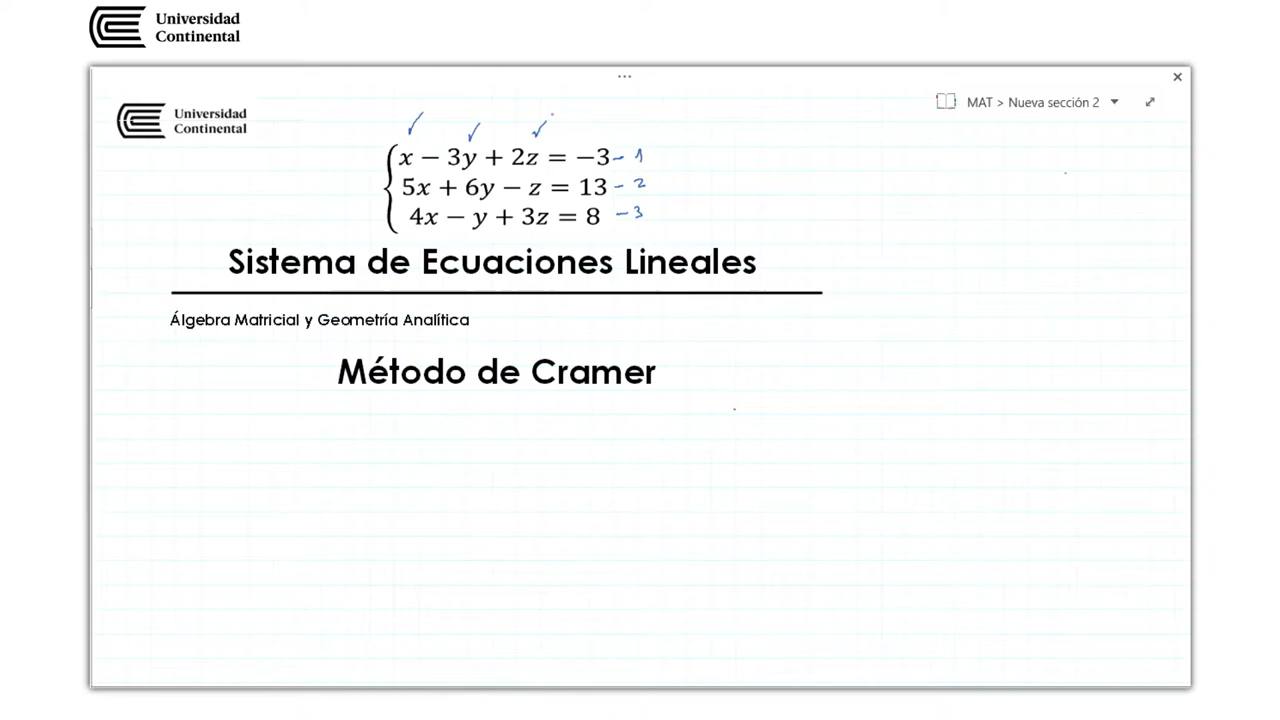 Universidad
Continental
...
×
Universidad
Continental
MAT > Nueva sección 2
x − 3y + 2z = −3 – 1
5x + 6y − z = 13 – 2
4x − y + 3z = 8 – 3
Sistema de Ecuaciones Lineales
Álgebra Matricial y Geometría Analítica
Método de Cramer